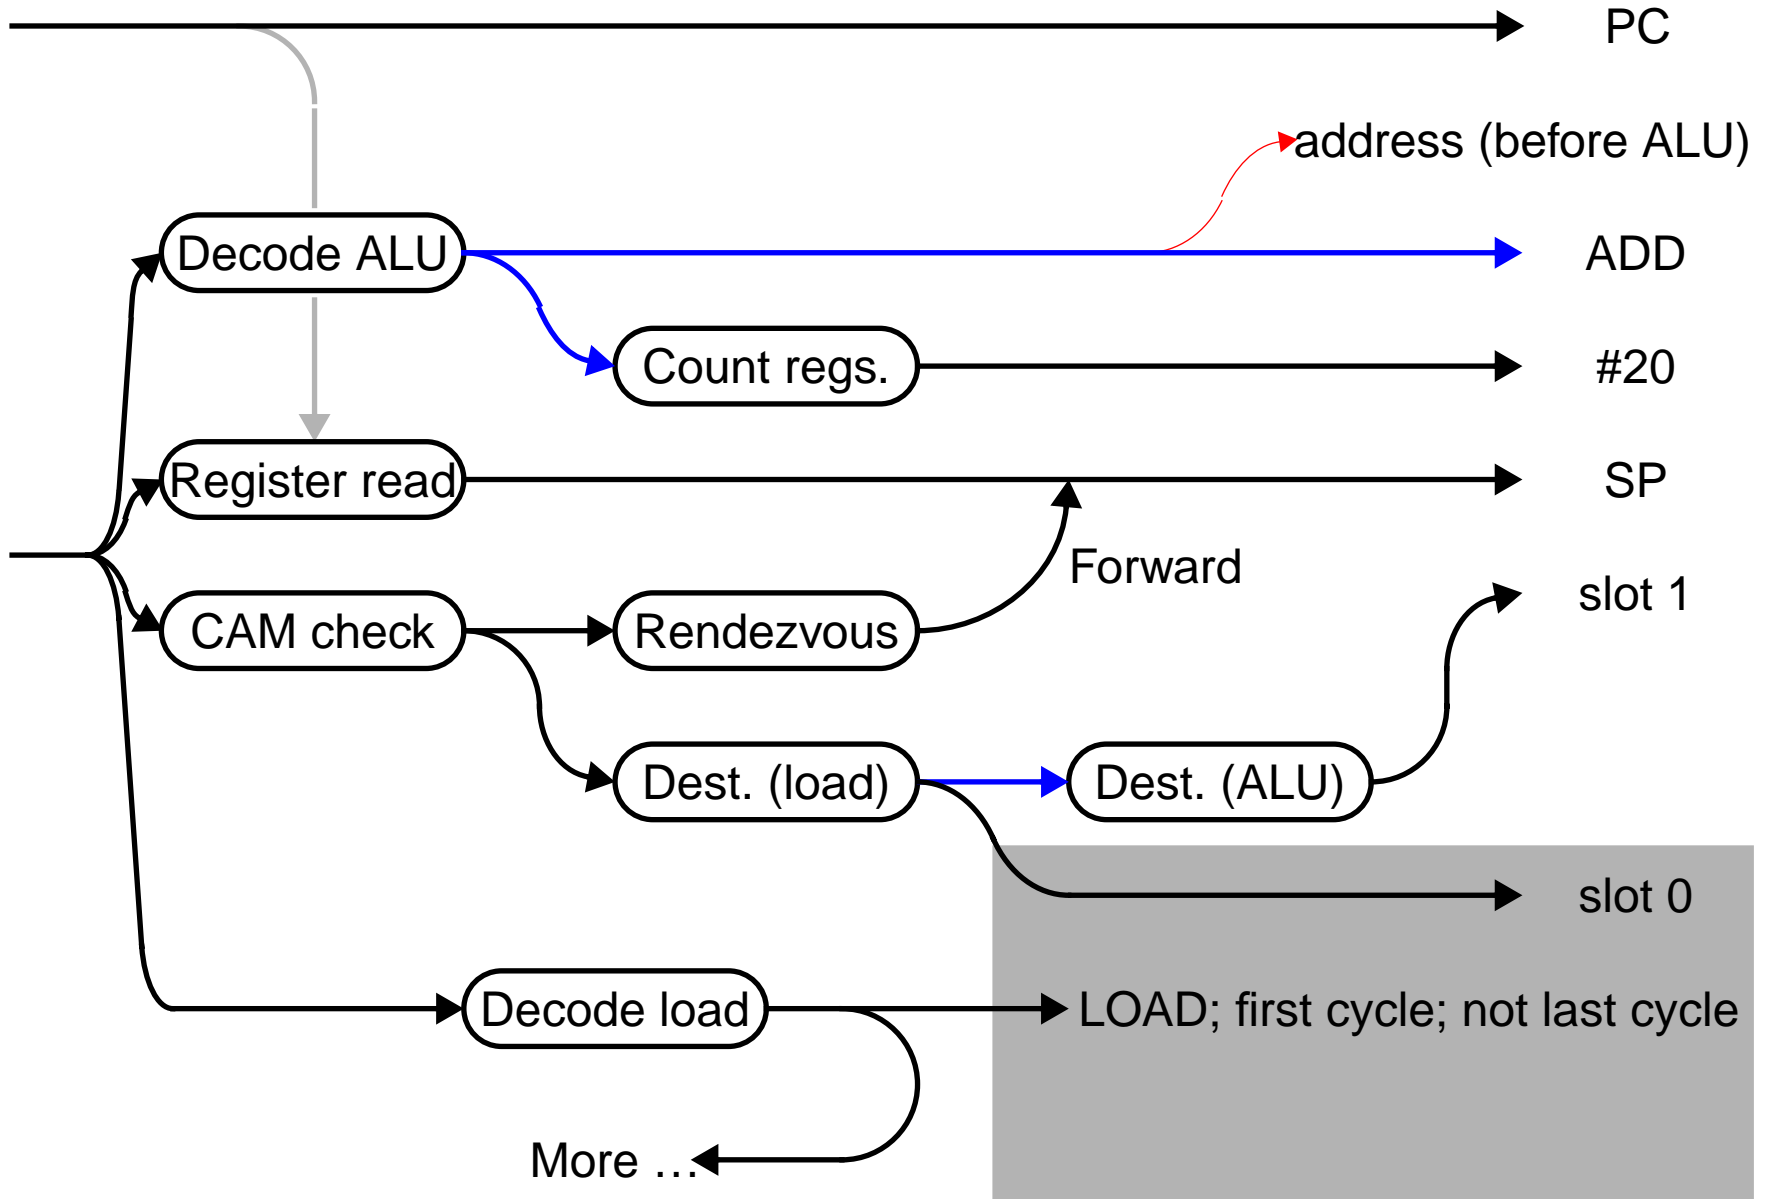 PC
address (before ALU)
Decode ALU
ADD
Count regs.
#20
Register read
SP
Forward
slot 1
CAM check
Rendezvous
Dest. (load)
Dest. (ALU)
slot 0
Decode load
LOAD; first cycle; not last cycle
More …